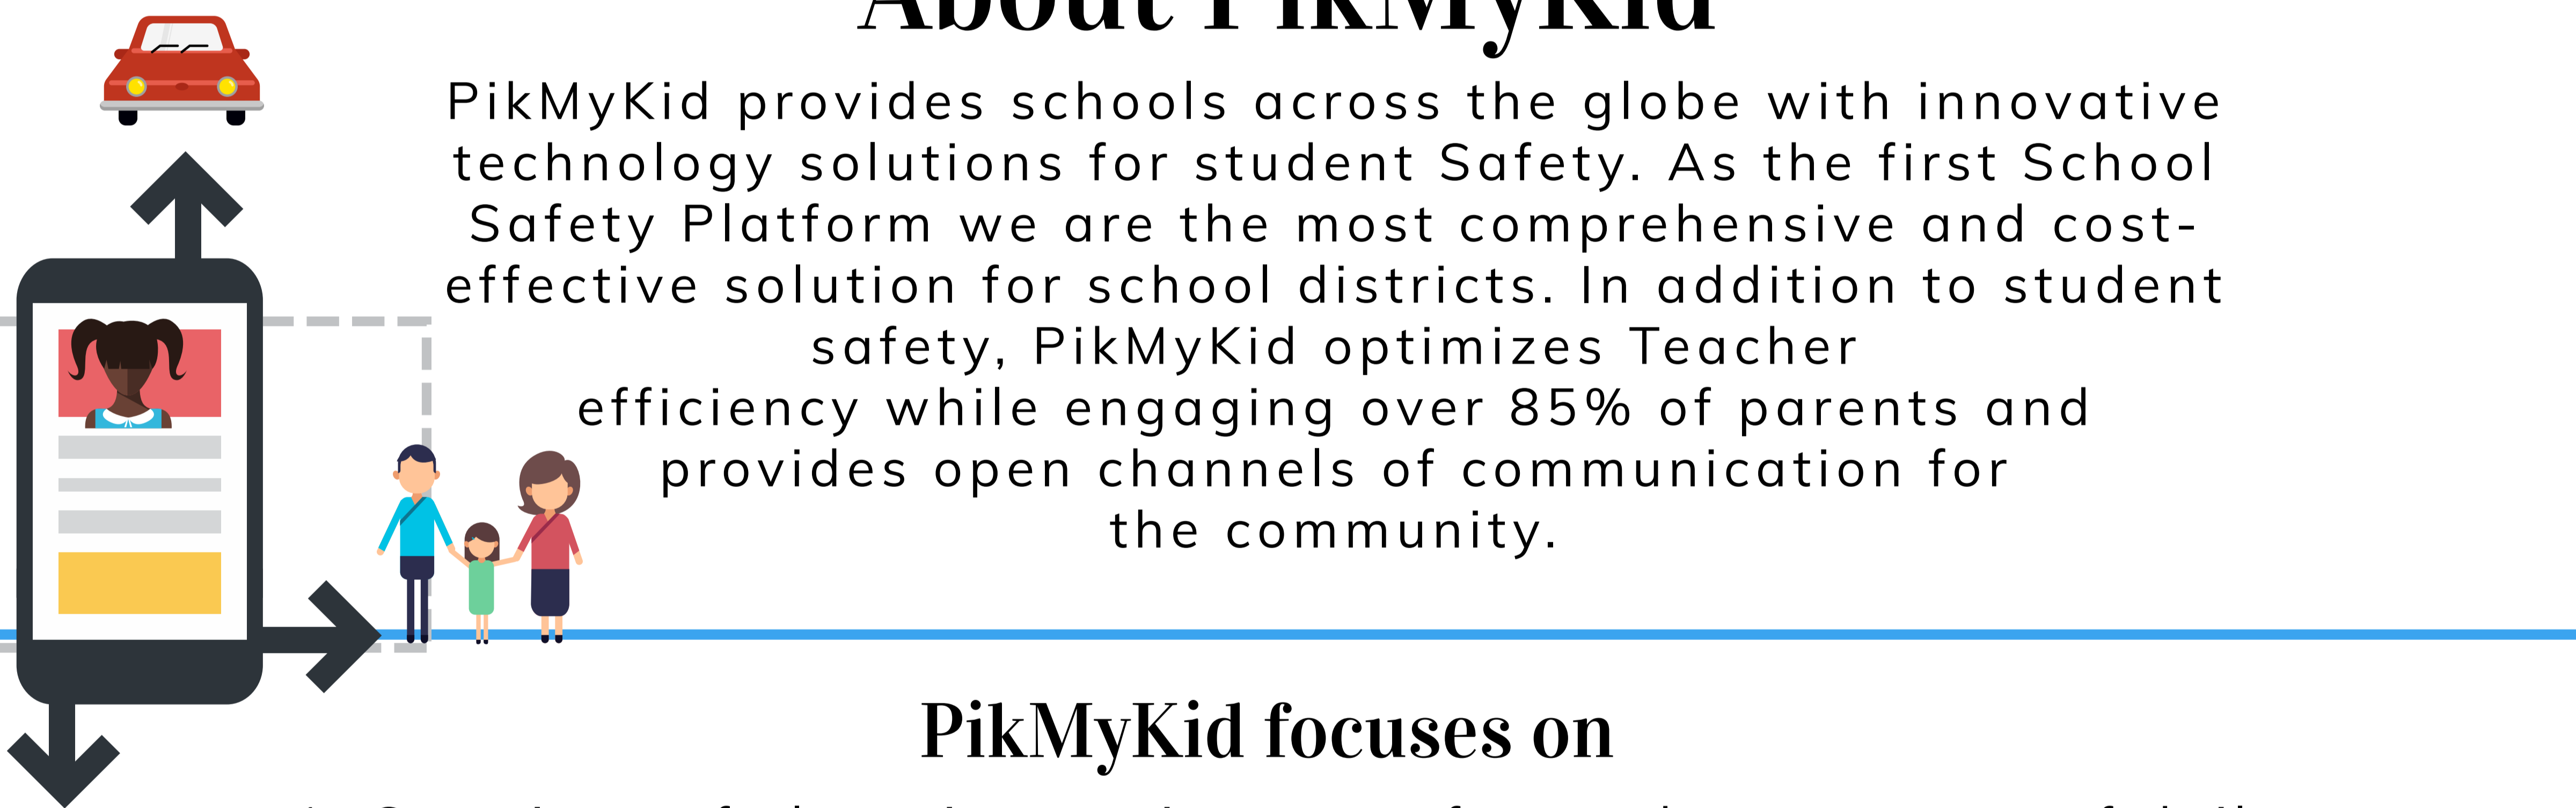 About PikMyKid
PikMyKid provides schools across the globe with innovative
technology solutions for student Safety. As the first School
Safety Platform we are the most comprehensive and cost-
effective solution for school districts. In addition to student
safety, PikMyKid optimizes Teacher
efficiency while engaging over 85% of parents and
provides open channels of communication for
the community.
PikMyKid focuses on